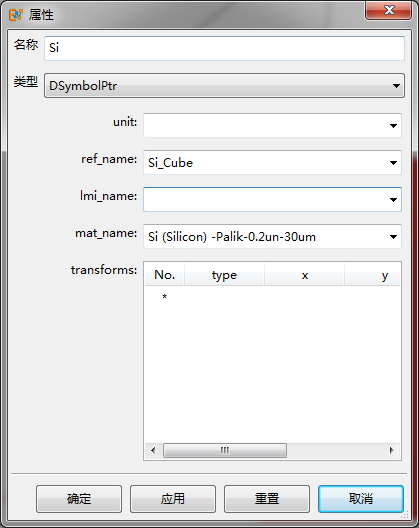 属性
名称 Si
类型 DSymbolPtr
unit:
ref_name: Si_Cube
lmi_name:
mat_name: Si (Silicon) -Palik-0.2un-30um
transforms: No. type x y
*
确定 应用 重置 取消